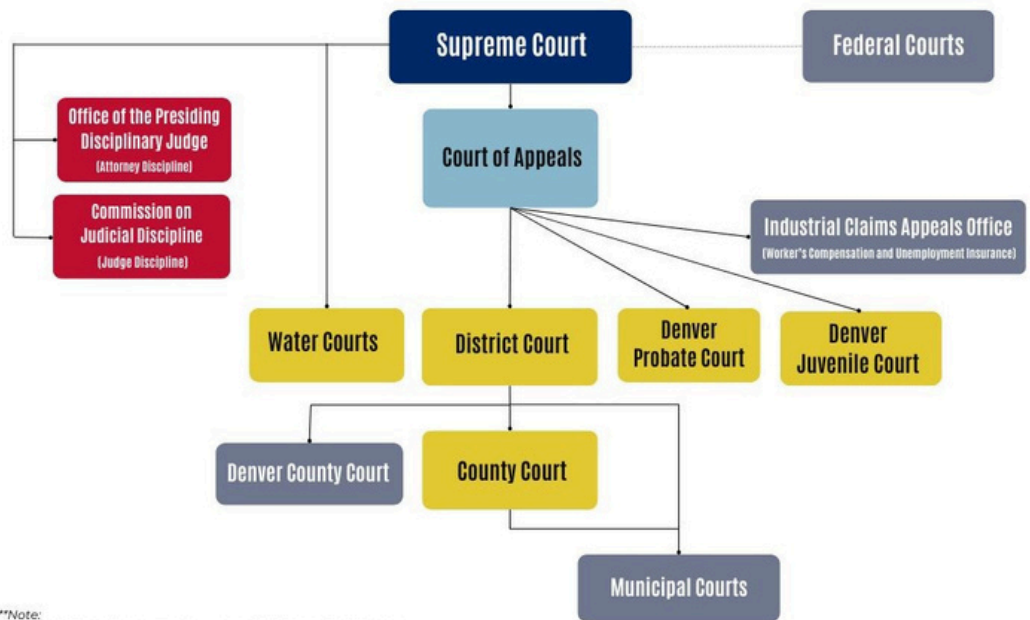 Supreme Court
Federal Courts
Office of the Presiding
Disciplinary Judge
(Attorney Discipline)
Court of Appeals
Commission on
Judicial Discipline
(Judge Discipline)
Industrial Claims Appeals Office
(Worker's Compensation and Unemployment Insurance)
Water Courts
District Court
Denver
Probate Court
Denver
Juvenile Court
Denver County Court
County Court
Municipal Courts
**Note: